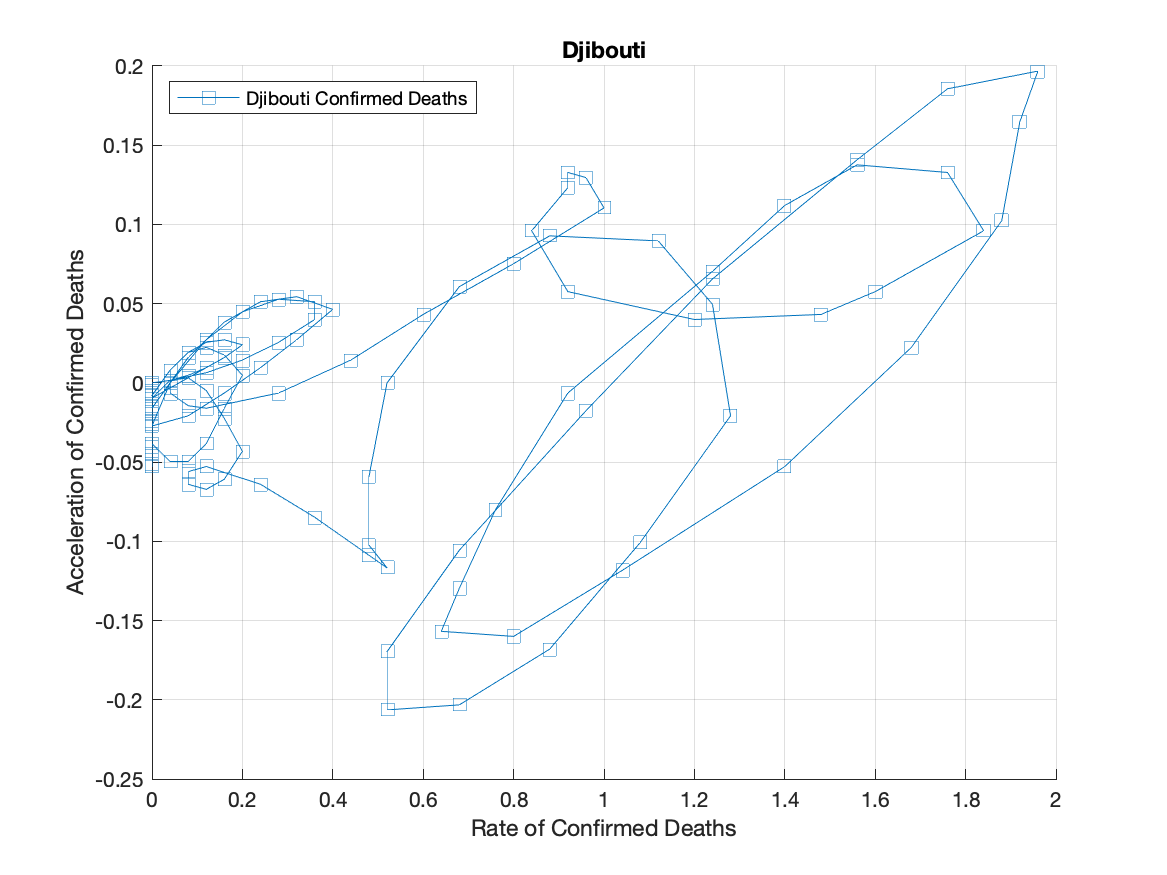 Djibouti
Djibouti Confirmed Deaths
0.2
0.15
0.1
0.05
0
-0.05
-0.1
-0.15
-0.2
-0.25
Acceleration of Confirmed Deaths
0 0.2 0.4 0.6 0.8 1 1.2 1.4 1.6 1.8 2
Rate of Confirmed Deaths